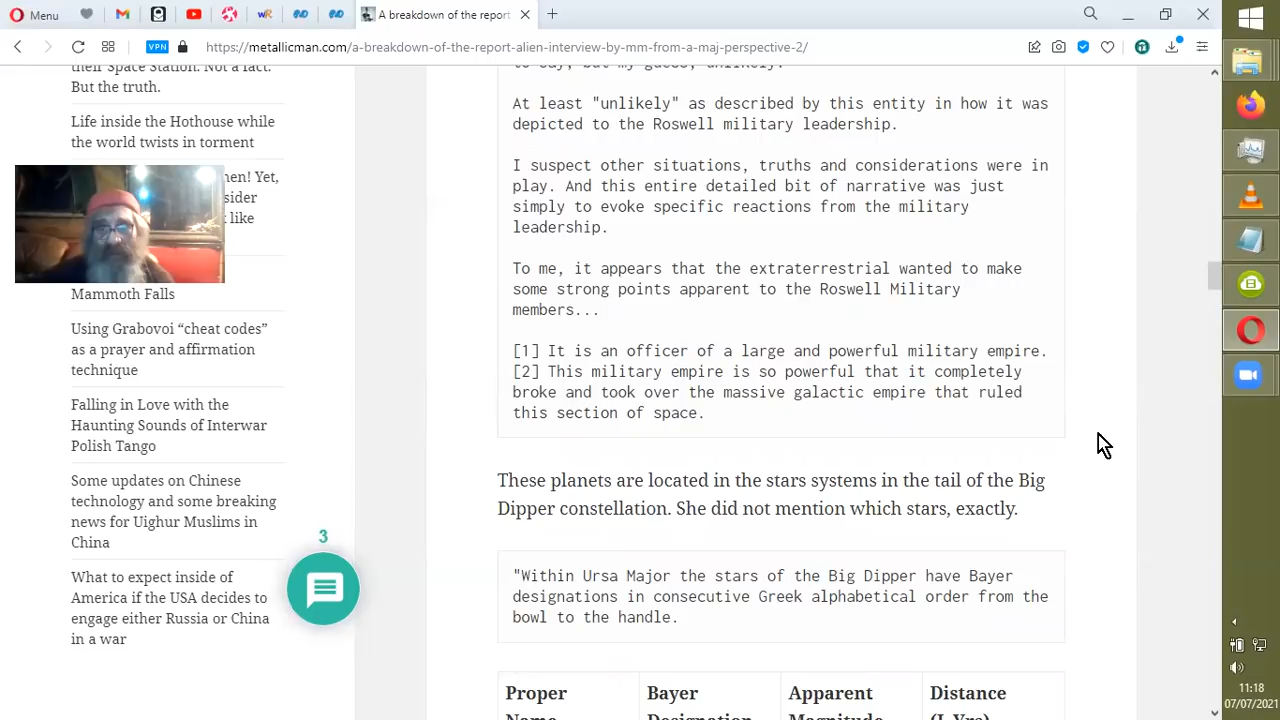 Menu
A breakdown of the report
VPN
https://metallicman.com/a-breakdown-of-the-report-alien-interview-by-mm-from-a-maj-perspective-2/
their Space Station. Not a fact.
But the truth.
Life inside the Hothouse while
the world twists in torment
men! Yet,
sider
like
Mammoth Falls
Using Grabovoi “cheat codes”
as a prayer and affirmation
technique
Falling in Love with the
Haunting Sounds of Interwar
Polish Tango
Some updates on Chinese
technology and some breaking
news for Uighur Muslims in
China
What to expect inside of
America if the USA decides to
engage either Russia or China
in a war
3
to say, but my guess, unlikely.
At least "unlikely" as described by this entity in how it was
depicted to the Roswell military leadership.
I suspect other situations, truths and considerations were in
play. And this entire detailed bit of narrative was just
simply to evoke specific reactions from the military
leadership.
To me, it appears that the extraterrestrial wanted to make
some strong points apparent to the Roswell Military
members...
[1] It is an officer of a large and powerful military empire.
[2] This military empire is so powerful that it completely
broke and took over the massive galactic empire that ruled
this section of space.
These planets are located in the stars systems in the tail of the Big
Dipper constellation. She did not mention which stars, exactly.
"Within Ursa Major the stars of the Big Dipper have Bayer
designations in consecutive Greek alphabetical order from the
bowl to the handle.
Proper Bayer Apparent Distance
Name Designation Magnitude (L Yrs)
11:18
07/07/2021